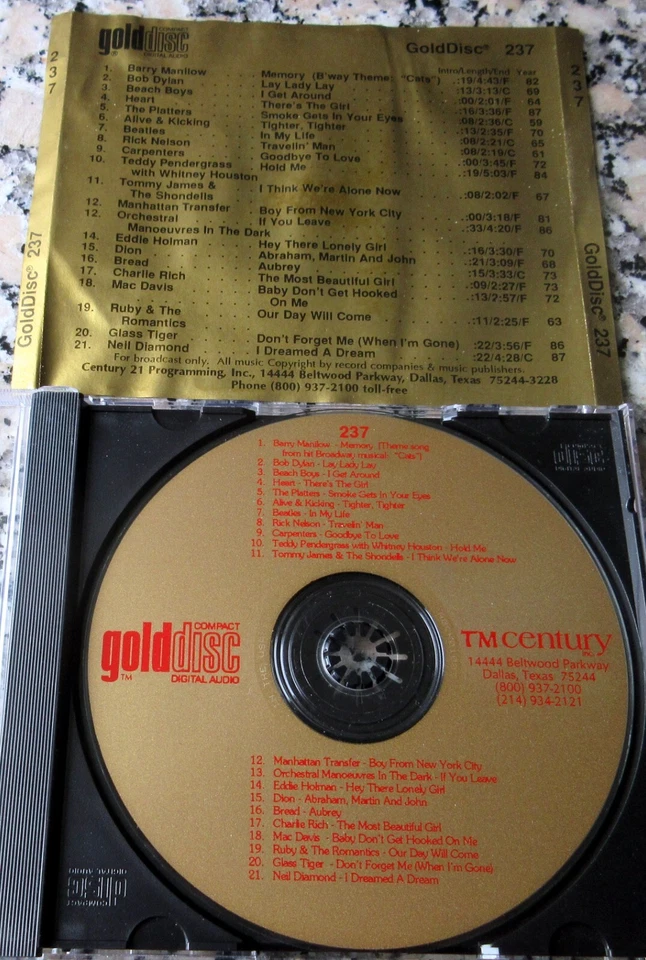 COMPACT
golddisc
DIGITAL AUDIO
GoldDisc® 237
237
237
Intro/Length/End Year
1. Barry Manilow . Memory (B'way Theme: "Cats") .:19/4:43/F 82
2. Bob Dylan . Lay Lady Lay :13/3:13/C 69
3. Beach Boys . I Get Around :00/2:01/F 64
4. Heart . There's The Girl :16/3:36/F 87
5. The Platters . Smoke Gets In Your Eyes :08/2:36/C 59
6. Alive & Kicking . Tighter, Tighter :13/2:35/F 70
7. Beatles . In My Life :08/2:21/C 65
8. Rick Nelson . Travelin' Man :08/2:19/C 61
9. Carpenters . Goodbye To Love :00/3:45/F 72
10. Teddy Pendergrass . Hold Me :19/5:03/F 84
with Whitney Houston
11. Tommy James & . I Think We're Alone Now :08/2:02/F 67
The Shondells
12. Manhattan Transfer . Boy From New York City :00/3:18/F 81
12. Orchestral If You Leave :33/4:20/F 86
Manoeuvres In The Dark
14. Eddie Holman . Hey There Lonely Girl :16/3:30/F 70
15. Dion . Abraham, Martin And John :21/3:09/F 68
16. Bread . Aubrey :15/3:33/C 73
17. Charlie Rich . The Most Beautiful Girl :09/2:27/F 73
18. Mac Davis . Baby Don't Get Hooked :13/2:57/F 72
On Me
19. Ruby & The Our Day Will Come :11/2:25/F 63
Romantics
20. Glass Tiger . Don't Forget Me (When I'm Gone) .:22/3:56/F 86
21. Neil Diamond . I Dreamed A Dream :22/4:28/C 87
For broadcast only. All music Copyright by record companies & music publishers.
Century 21 Programming, Inc., 14444 Beltwood Parkway, Dallas, Texas 75244-3228
Phone (800) 937-2100 toll-free
GoldDisc® 237
GoldDisc® 237
237
1. Barry Manilow - Memory (Theme song
from hit Broadway musical: "Cats")
2. Bob Dylan - Lay Lady Lay
3. Beach Boys - I Get Around
4. Heart - There's The Girl
5. The Platters - Smoke Gets In Your Eyes
6. Alive & Kicking - Tighter, Tighter
7. Beatles - In My Life
8. Rick Nelson - Travelin' Man
9. Carpenters - Goodbye To Love
10. Teddy Pendergrass with Whitney Houston - Hold Me
11. Tommy James & The Shondells - I Think We're Alone Now
COMPACT
golddisc
TM DIGITAL AUDIO
TM century
INC.
14444 Beltwood Parkway
Dallas, Texas 75244
(800) 937-2100
(214) 934-2121
12. Manhattan Transfer - Boy From New York City
13. Orchestral Manoeuvres In The Dark - If You Leave
14. Eddie Holman - Hey There Lonely Girl
15. Dion - Abraham, Martin And John
16. Bread - Aubrey
17. Charlie Rich - The Most Beautiful Girl
18. Mac Davis - Baby Don't Get Hooked On Me
19. Ruby & The Romantics - Our Day Will Come
20. Glass Tiger - Don't Forget Me (When I'm Gone)
21. Neil Diamond - I Dreamed A Dream
COMPACT
disc
DIGITAL AUDIO
COMPACT
disc
DIGITAL AUDIO